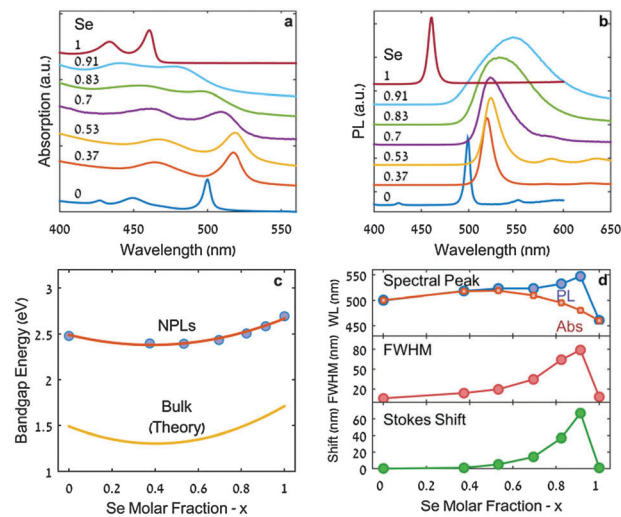 a
Se
1
0.91
0.83
0.7
0.53
0.37
0
Absorption (a.u.)
400
450
500
550
Wavelength (nm)
b
Se
1
0.91
0.83
0.7
0.53
0.37
0
PL (a.u.)
400
450
500
550
600
650
Wavelength (nm)
c
3
2.5
2
1.5
1
Bandgap Energy (eV)
NPLs
Bulk
(Theory)
0
0.2
0.4
0.6
0.8
1
Se Molar Fraction - x
d
Spectral Peak
PL
Abs
550
500
450
WL (nm)
FWHM
80
60
40
20
FWHM (nm)
Stokes Shift
60
40
20
0
Shift (nm)
0
0.2
0.4
0.6
0.8
1.0
Se Molar Fraction - x